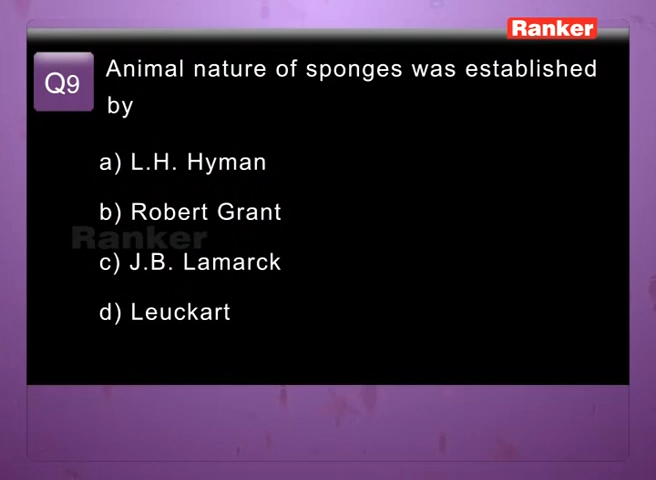 Ranker
Q9
Animal nature of sponges was established
by
a) L.H. Hyman
b) Robert Grant
Ranker
c) J.B. Lamarck
d) Leuckart